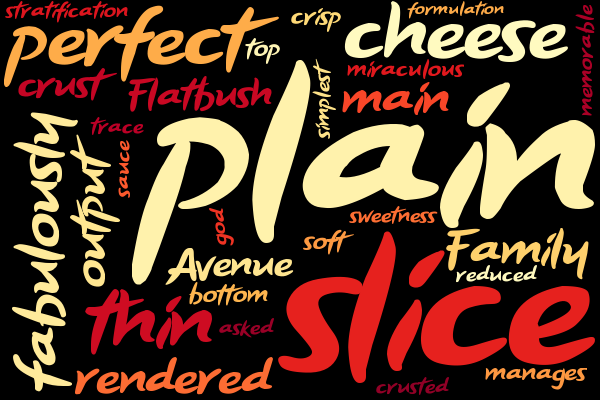 stratification
perfect
top
crisp
formulation
cheese
memorable
crust
Flatbush
simplest
miraculous
main
trace
sauce
plain
fabulously
output
god
sweetness
soft
Family
reduced
Avenue
bottom
slice
thin
asked
rendered
crusted
manages